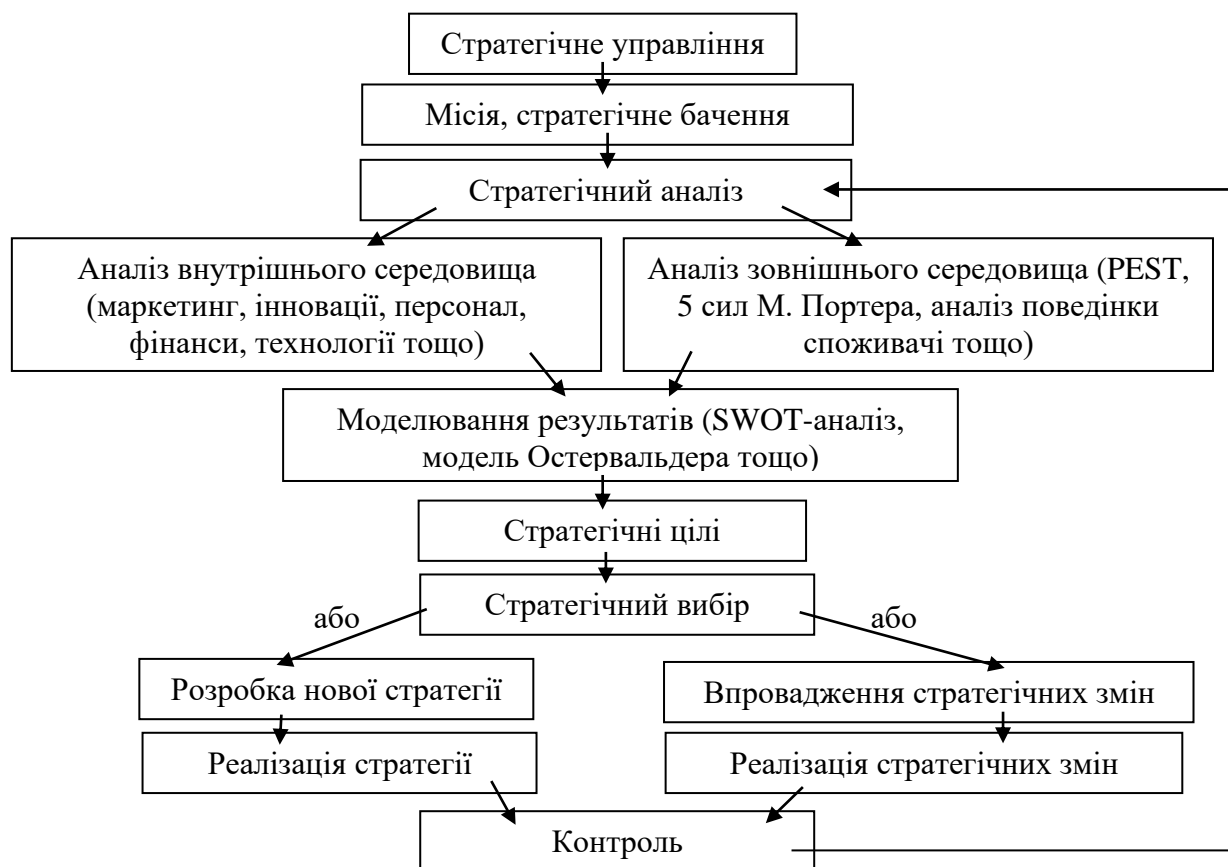 Стратегічне управління
Місія, стратегічне бачення
Стратегічний аналіз
Аналіз внутрішнього середовища
(маркетинг, інновації, персонал,
фінанси, технології тощо)
Аналіз зовнішнього середовища (PEST,
5 сил М. Портера, аналіз поведінки
споживачі тощо)
Моделювання результатів (SWOT-аналіз,
модель Остервальдера тощо)
Стратегічні цілі
Стратегічний вибір
або
або
Розробка нової стратегії
Впровадження стратегічних змін
Реалізація стратегії
Реалізація стратегічних змін
Контроль